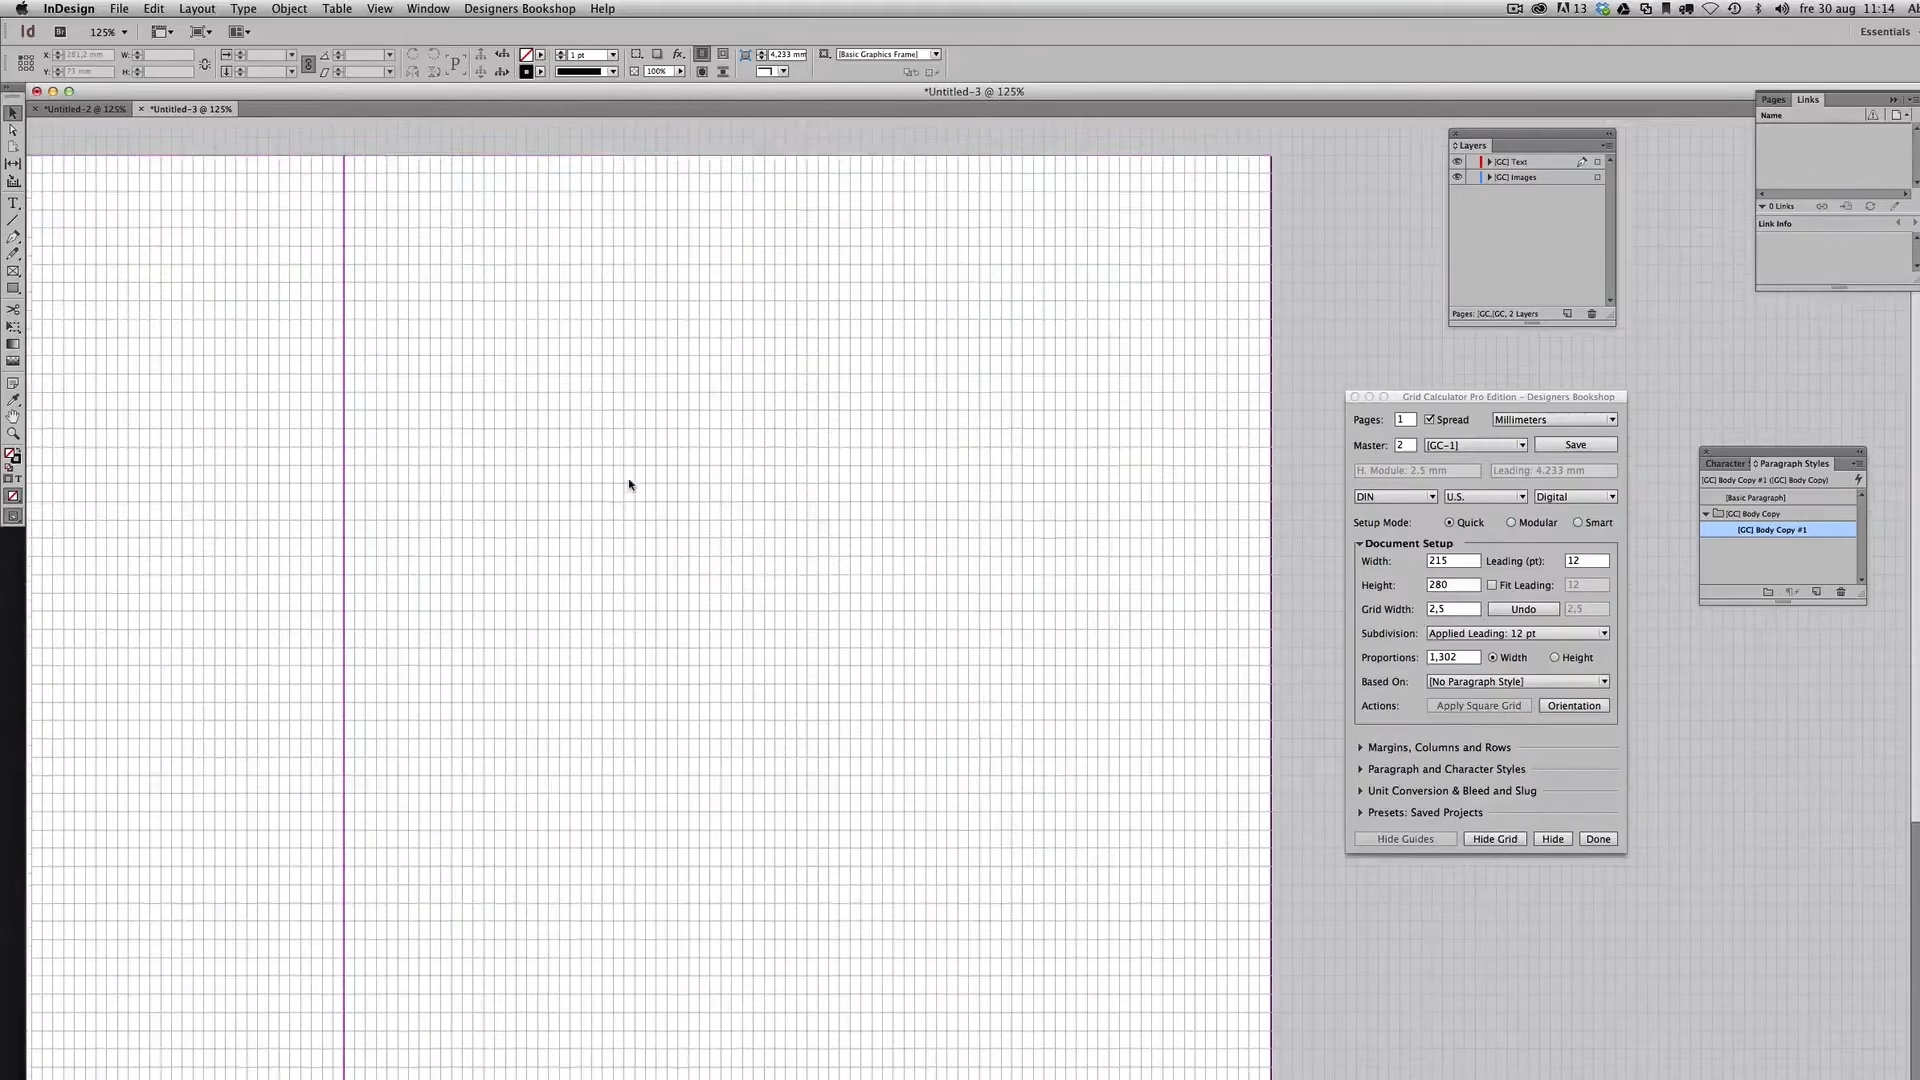 InDesign File Edit Layout Type Object Table View Window Designers Bookshop Help
13 fre 30 aug 11:14
Id Br 125% Essentials
X: 281,2 mm W: 1 pt 4,233 mm [Basic Graphics Frame]
Y: 73 mm H: 100%
*Untitled-3 @ 125%
*Untitled-2 @ 125% *Untitled-3 @ 125%
Pages Links
Name
0 Links
Link Info
Layers
[GC] Text
[GC] Images
Pages: [GC,[GC, 2 Layers
Grid Calculator Pro Edition – Designers Bookshop
Pages: 1 Spread Millimeters
Master: 2 [GC-1] Save
H. Module: 2.5 mm Leading: 4.233 mm
DIN U.S. Digital
Setup Mode: Quick Modular Smart
Document Setup
Width: 215 Leading (pt): 12
Height: 280 Fit Leading: 12
Grid Width: 2,5 Undo 2,5
Subdivision: Applied Leading: 12 pt
Proportions: 1,302 Width Height
Based On: [No Paragraph Style]
Actions: Apply Square Grid Orientation
Margins, Columns and Rows
Paragraph and Character Styles
Unit Conversion & Bleed and Slug
Presets: Saved Projects
Hide Guides Hide Grid Hide Done
Character Paragraph Styles
[GC] Body Copy #1 ([GC] Body Copy)
[Basic Paragraph]
[GC] Body Copy
[GC] Body Copy #1